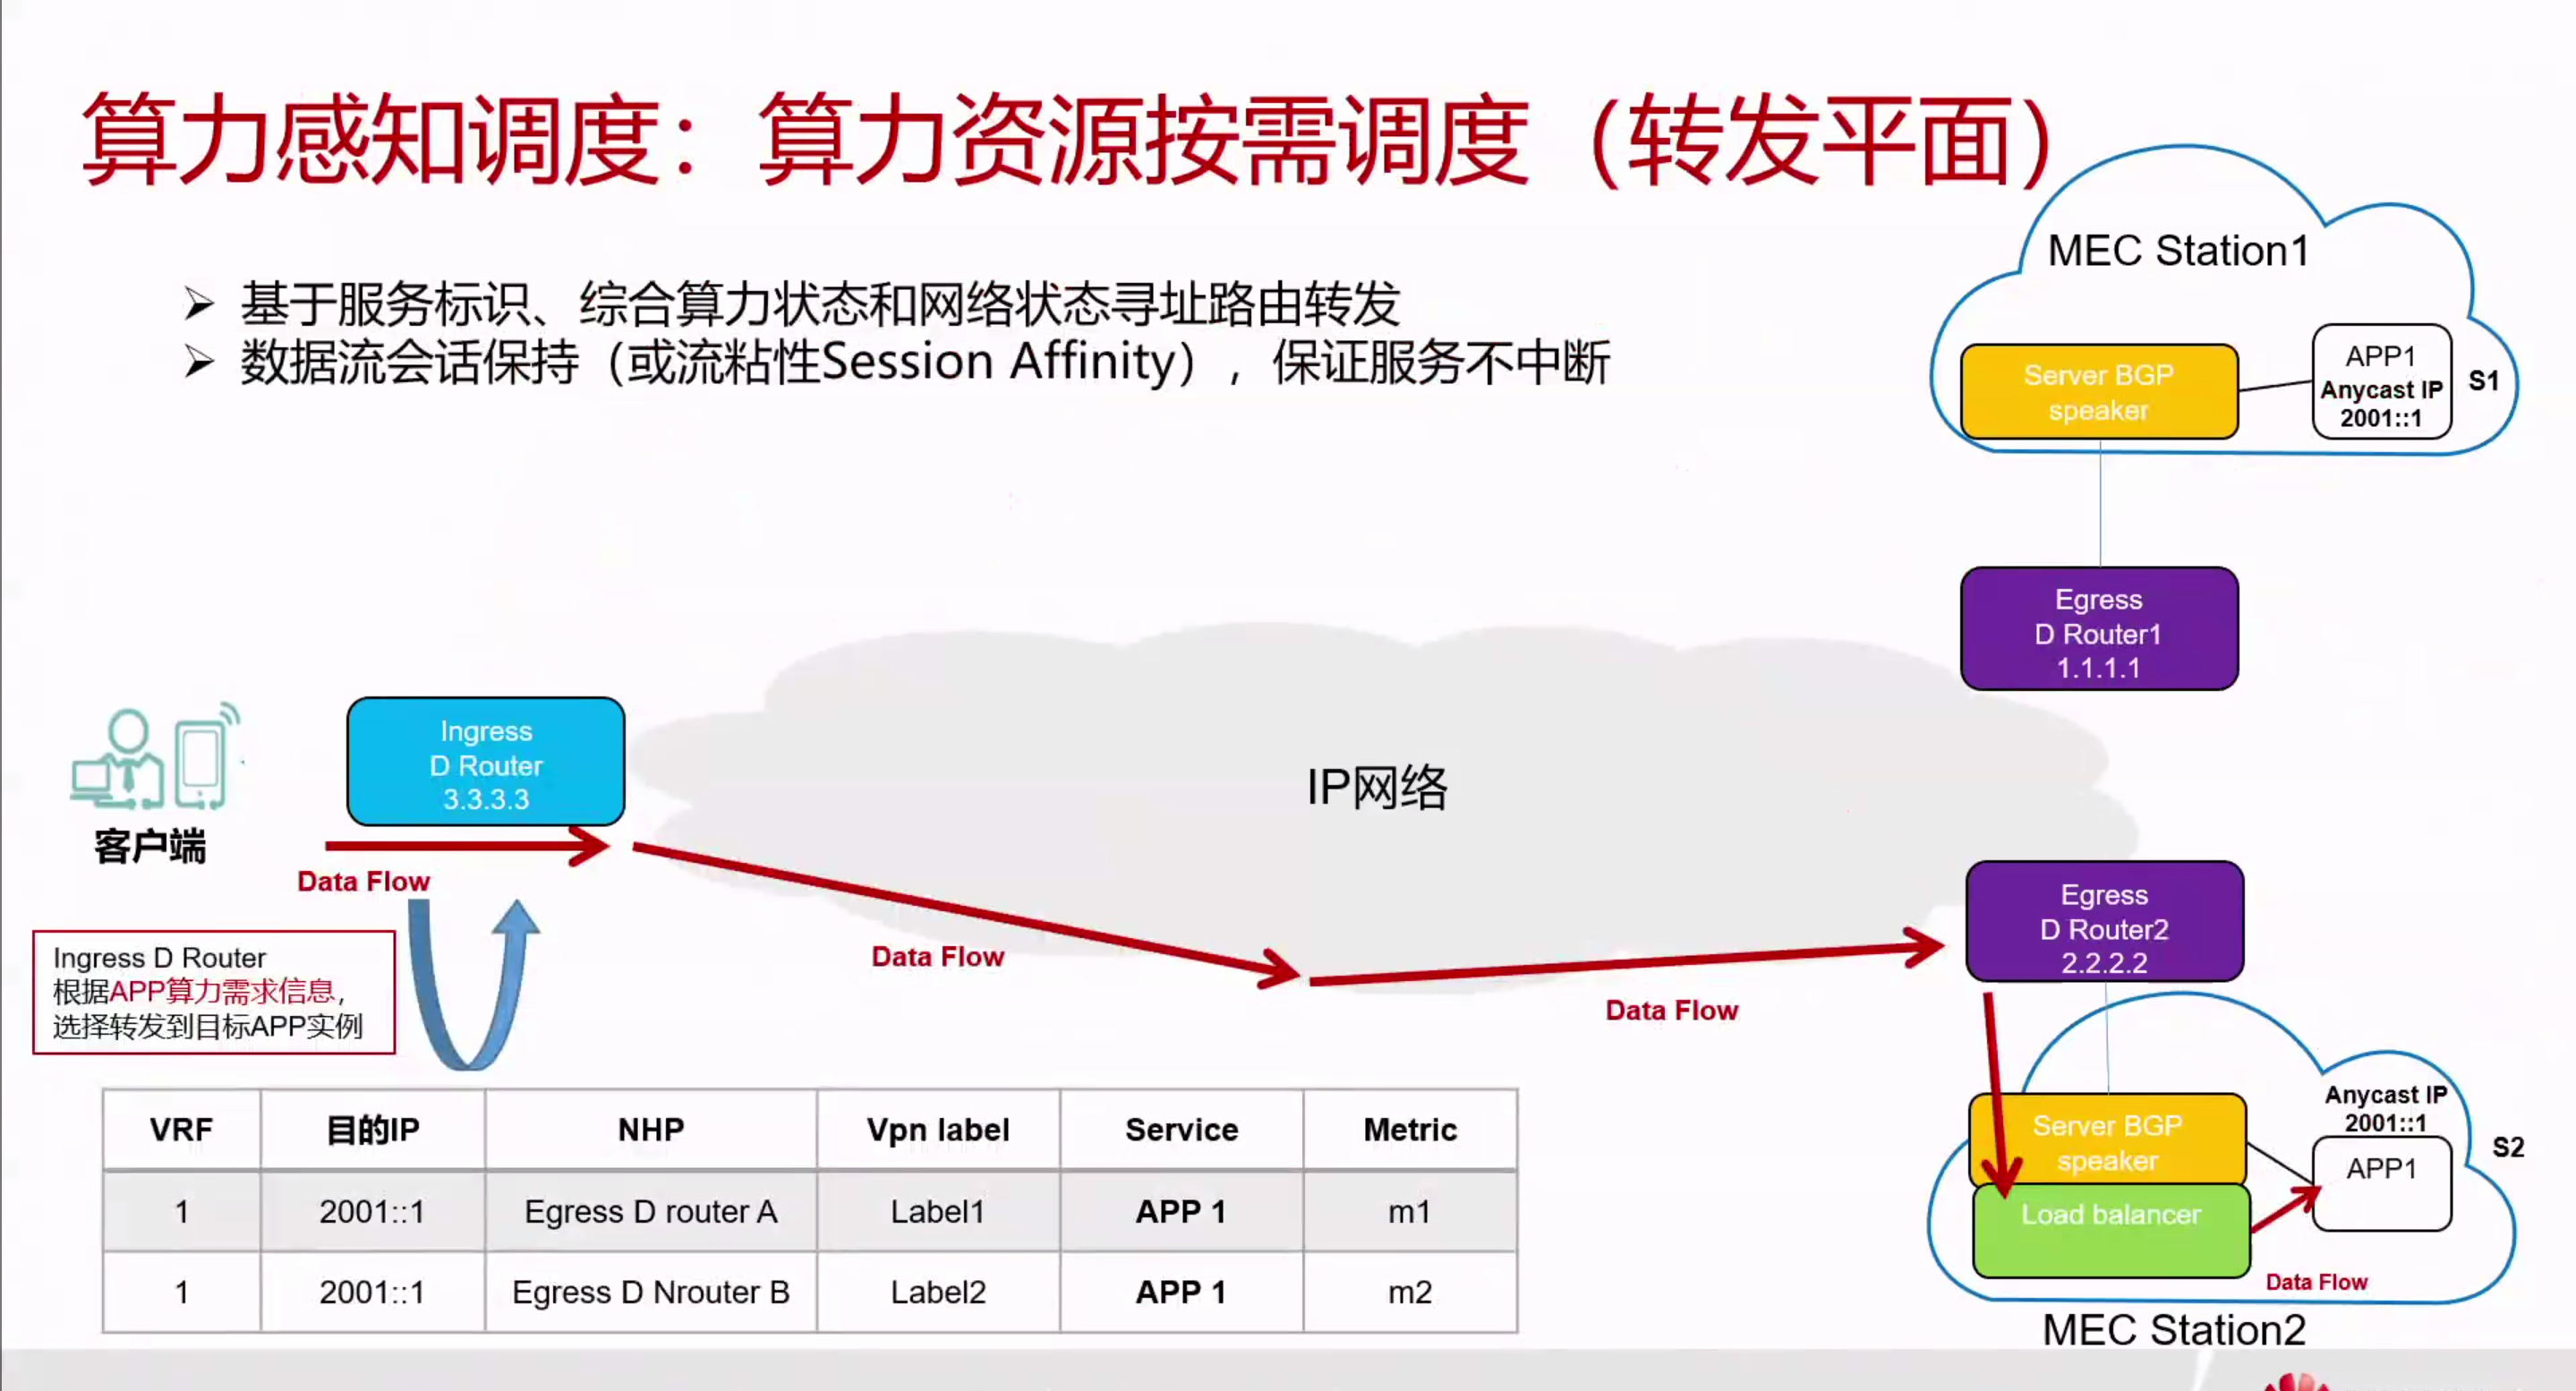 算力感知调度：算力资源按需调度（转发平面）
基于服务标识、综合算力状态和网络状态寻址路由转发
数据流会话保持（或流粘性Session Affinity），保证服务不中断
MEC Station1
Server BGP
speaker
APP1
Anycast IP
2001::1
S1
Egress
D Router1
1.1.1.1
Ingress
D Router
3.3.3.3
客户端
IP网络
Data Flow
Data Flow
Data Flow
Ingress D Router
根据APP算力需求信息，
选择转发到目标APP实例
Egress
D Router2
2.2.2.2
Anycast IP
2001::1
Server BGP
speaker
APP1
S2
Load balancer
Data Flow
MEC Station2
VRF 目的IP NHP Vpn label Service Metric
1 2001::1 Egress D router A Label1 APP 1 m1
1 2001::1 Egress D Nrouter B Label2 APP 1 m2